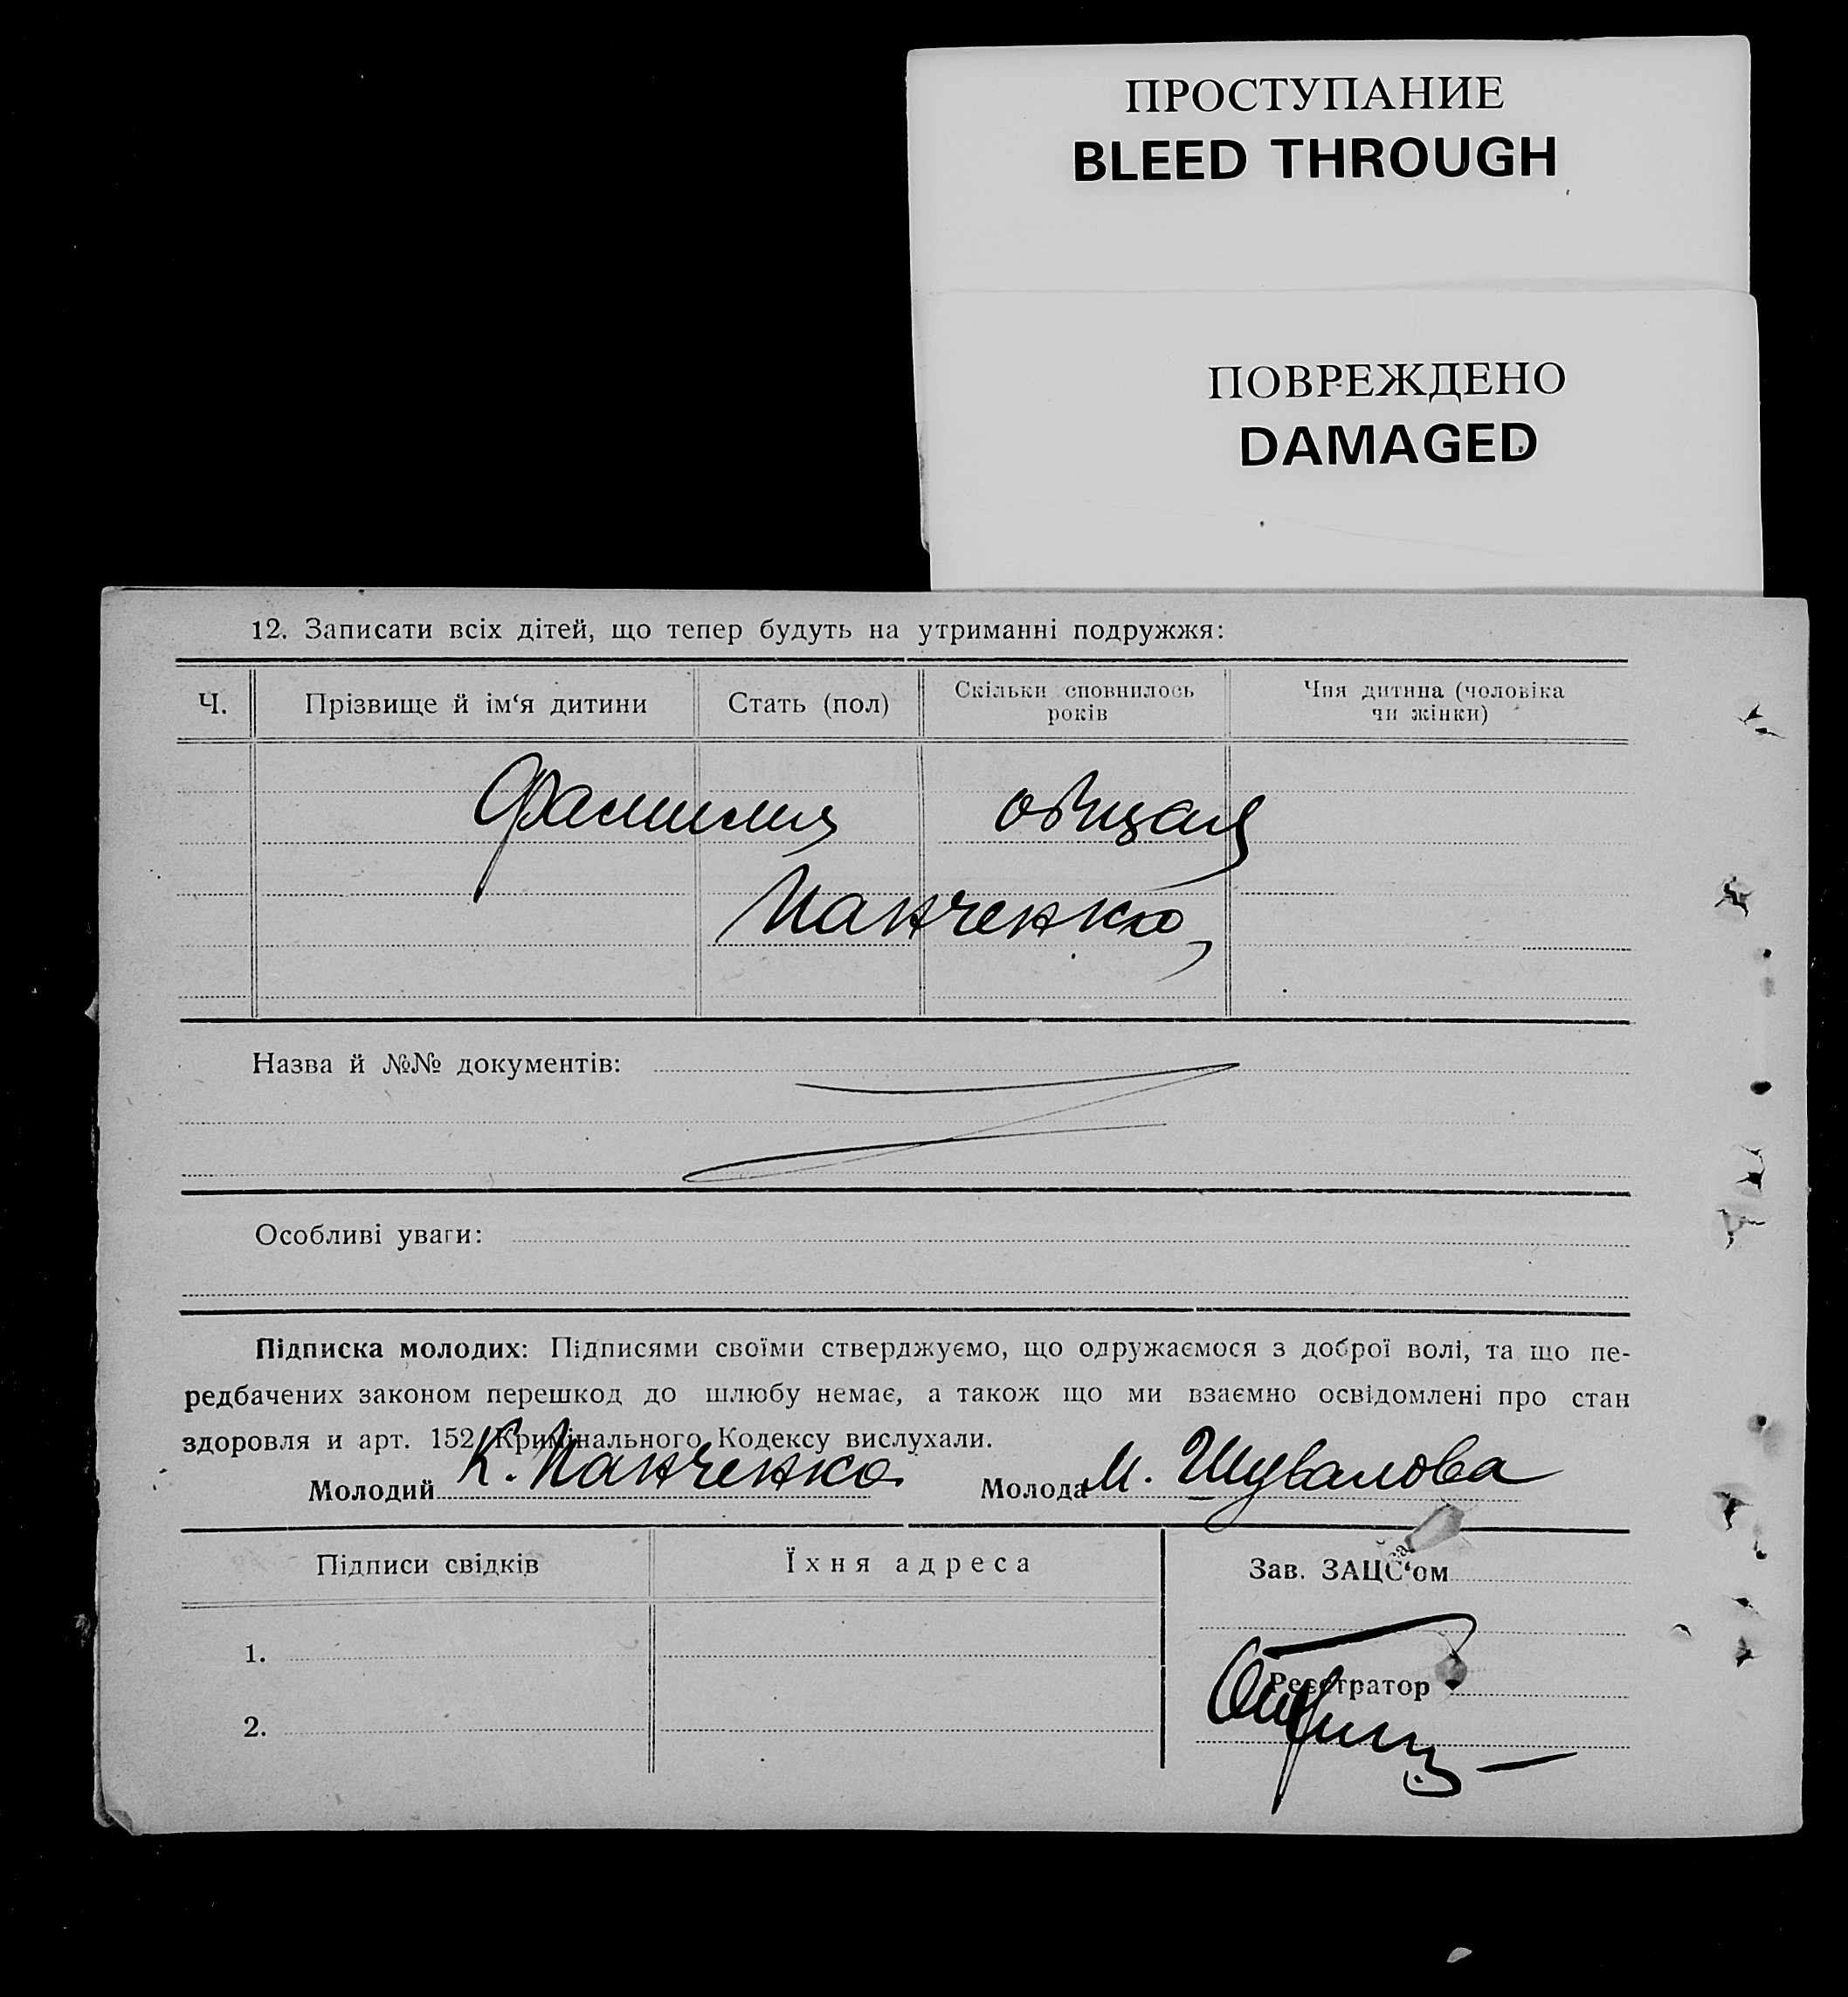 ПРОСТУПАНИЕ
BLEED THROUGH
ПОВРЕЖДЕНО
DAMAGED
12. Записати всіх дітей, що тепер будуть на утриманні подружжя:
Ч. Прізвище й ім‘я дитини Стать (пол) Скільки сповнилось років Чия дитина (чоловіка чи жінки)
Фамилия общая
Панченко
Назва й №№ документів:
Особливі уваги:
Підписка молодих: Підписями своїми стверджуємо, що одружаємося з доброї волі, та що пе-
редбачених законом перешкод до шлюбу немає, а також що ми взаємно освідомлені про стан
здоровля и арт. 152 Кримінального Кодексу вислухали.
Молодий К. Панченко Молода М. Шувалова
Підписи свідків Їхня адреса Зав. ЗАЦС‘ом
1.
Реєстратор
2.